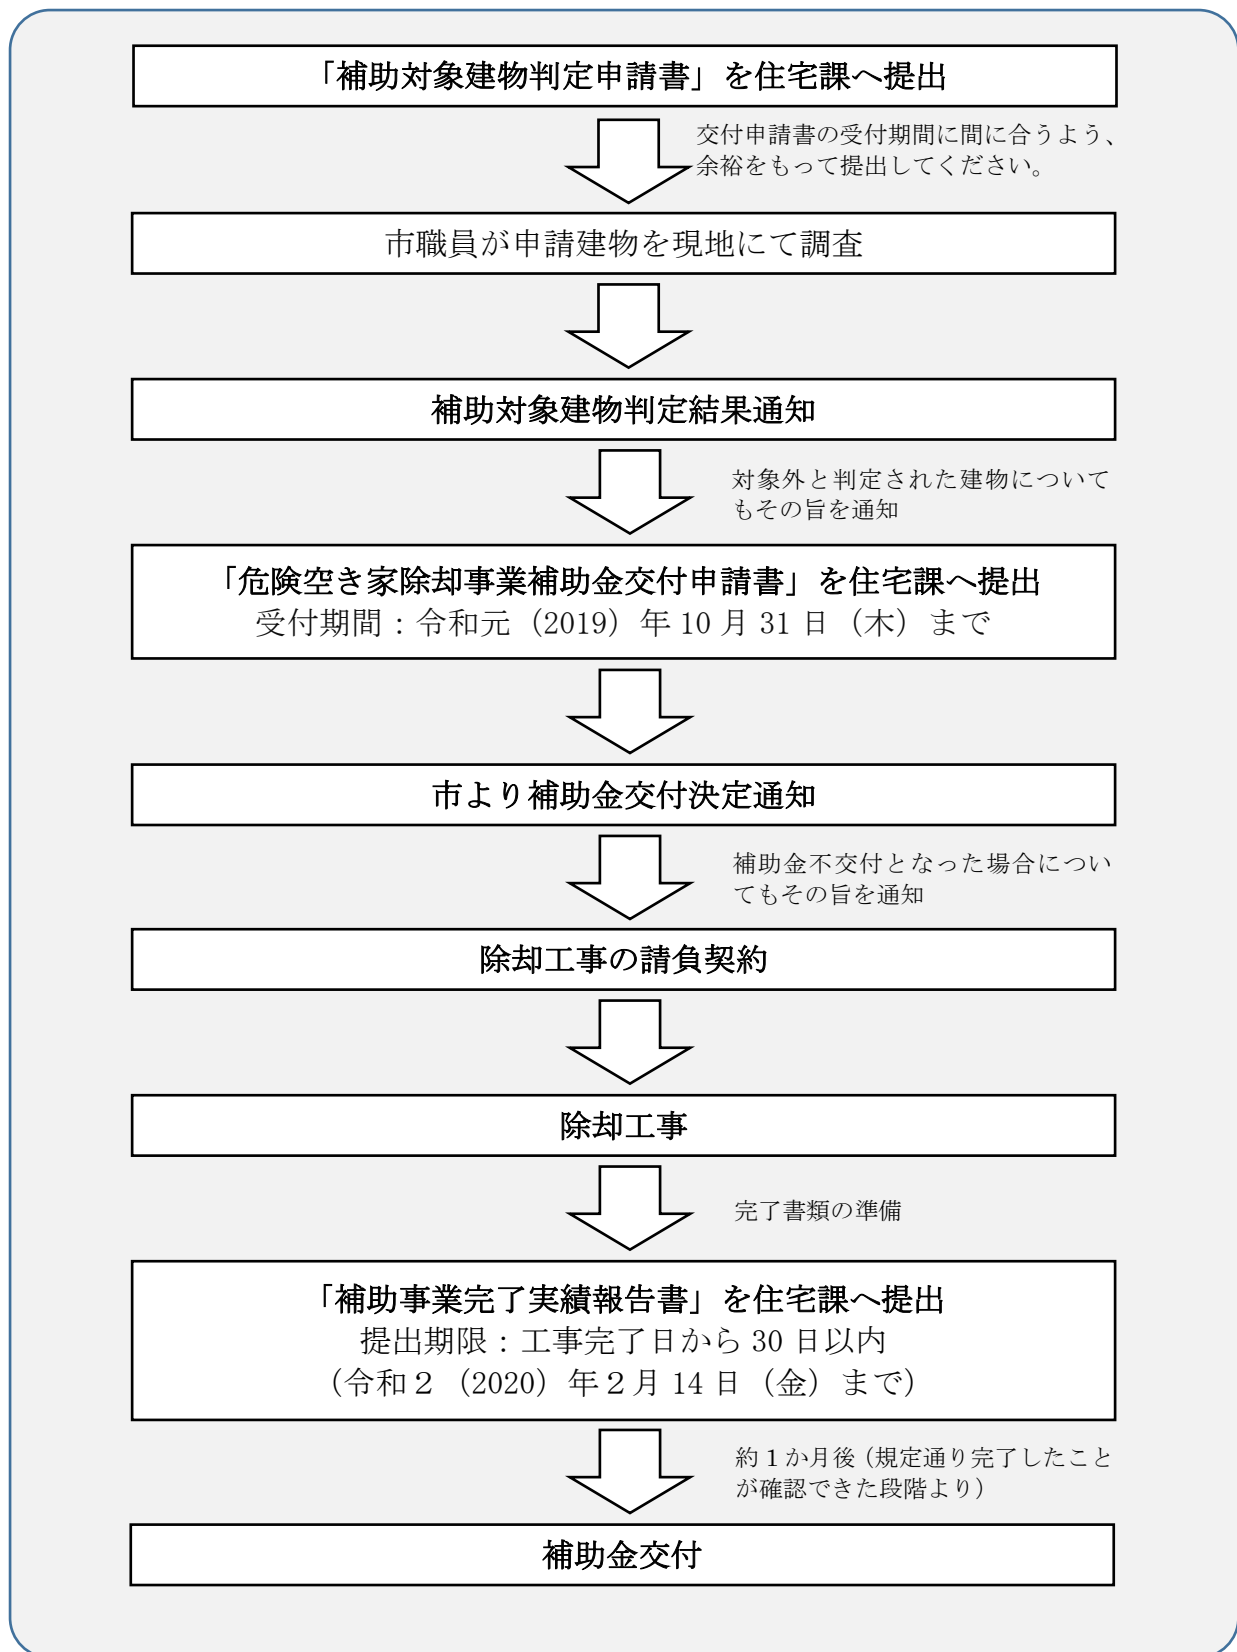 「補助対象建物判定申請書」を住宅課へ提出
交付申請書の受付期間に間に合うよう、
余裕をもって提出してください。
市職員が申請建物を現地にて調査
補助対象建物判定結果通知
対象外と判定された建物について
もその旨を通知
「危険空き家除却事業補助金交付申請書」を住宅課へ提出
受付期間：令和元（2019）年 10 月 31 日（木）まで
市より補助金交付決定通知
補助金不交付となった場合につい
てもその旨を通知
除却工事の請負契約
除却工事
完了書類の準備
「補助事業完了実績報告書」を住宅課へ提出
提出期限：工事完了日から 30 日以内
（令和２（2020）年２月 14 日（金）まで）
約１か月後（規定通り完了したこと
が確認できた段階より）
補助金交付